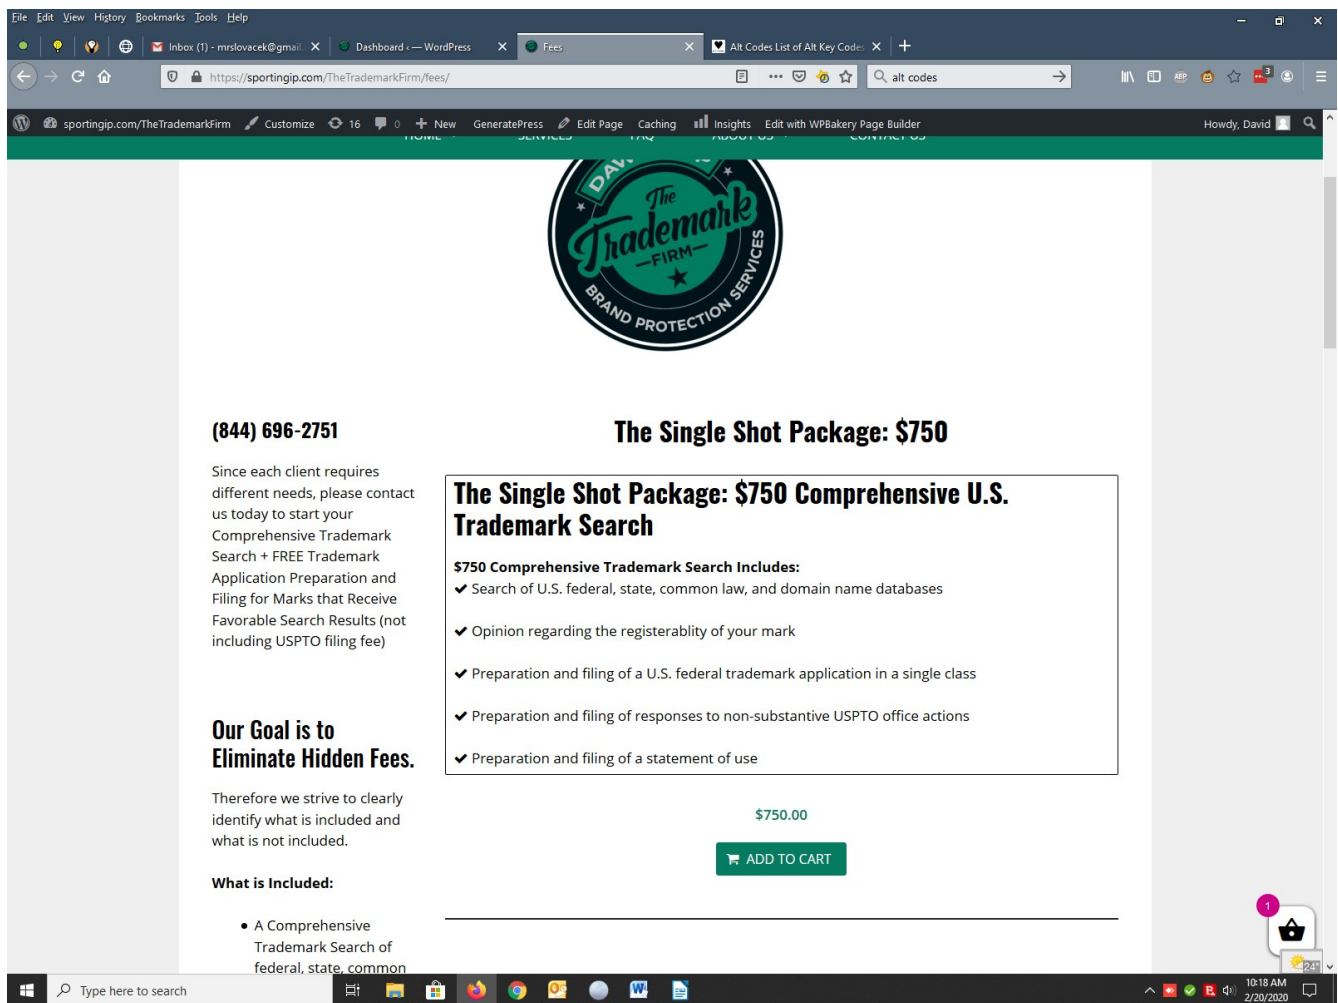 File Edit View History Bookmarks Tools Help
Inbox (1) - mrslovacek@gmail. Dashboard ‹ — WordPress Fees Alt Codes List of Alt Key Codes
https://sportingip.com/TheTrademarkFirm/fees/ alt codes ABP 3
sportingip.com/TheTrademarkFirm Customize 16 0 New GeneratePress Edit Page Caching Insights Edit with WPBakery Page Builder Howdy, David
HOME SERVICES FAQ ABOUT US CONTACT US
The
Trademark
—FIRM—
BRAND PROTECTION SERVICES
(844) 696-2751
Since each client requires
different needs, please contact
us today to start your
Comprehensive Trademark
Search + FREE Trademark
Application Preparation and
Filing for Marks that Receive
Favorable Search Results (not
including USPTO filing fee)
Our Goal is to
Eliminate Hidden Fees.
Therefore we strive to clearly
identify what is included and
what is not included.
What is Included:
● A Comprehensive
Trademark Search of
federal, state, common
The Single Shot Package: $750
The Single Shot Package: $750 Comprehensive U.S.
Trademark Search
$750 Comprehensive Trademark Search Includes:
✔ Search of U.S. federal, state, common law, and domain name databases
✔ Opinion regarding the registerablity of your mark
✔ Preparation and filing of a U.S. federal trademark application in a single class
✔ Preparation and filing of responses to non-substantive USPTO office actions
✔ Preparation and filing of a statement of use
$750.00
ADD TO CART
1
24°
Type here to search
10:18 AM
2/20/2020